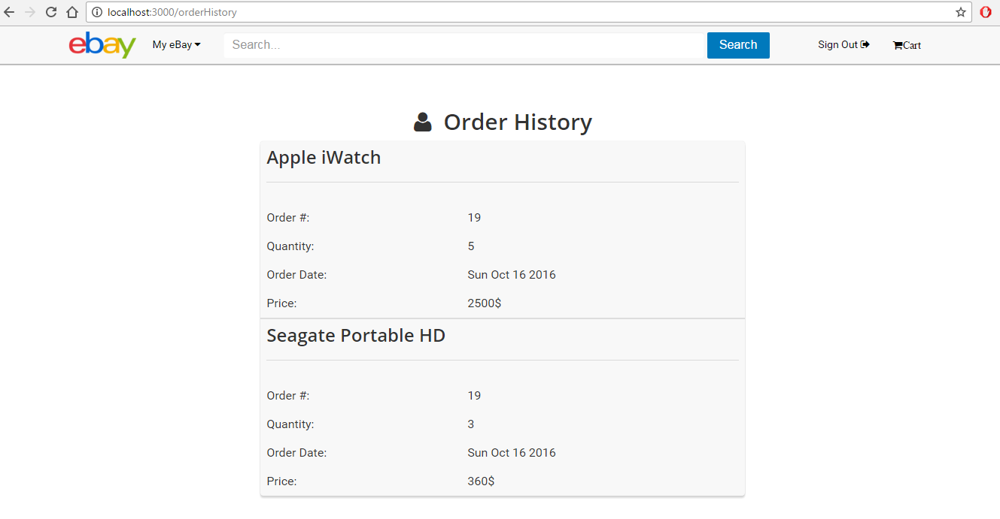 localhost:3000/orderHistory
ebay My eBay Search... Search Sign Out Cart
Order History
Apple iWatch
Order #: 19
Quantity: 5
Order Date: Sun Oct 16 2016
Price: 2500$
Seagate Portable HD
Order #: 19
Quantity: 3
Order Date: Sun Oct 16 2016
Price: 360$